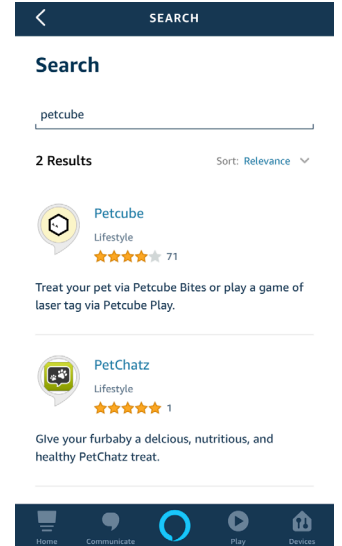 SEARCH
Search
petcube
2 Results
Sort: Relevance
Petcube
Lifestyle
71
Treat your pet via Petcube Bites or play a game of
laser tag via Petcube Play.
PetChatz
Lifestyle
1
GIve your furbaby a delcious, nutritious, and
healthy PetChatz treat.
Home Communicate Play Devices